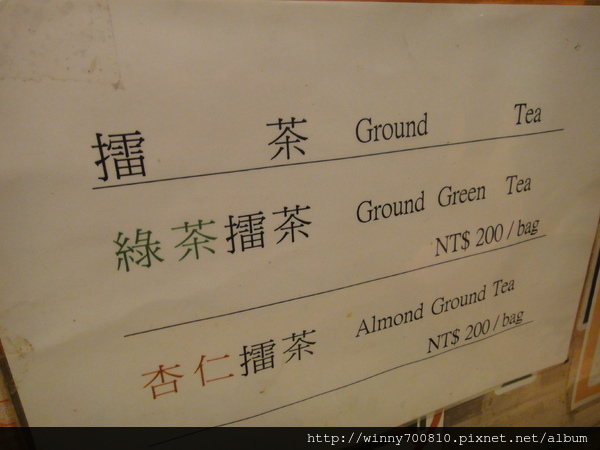 擂 茶 Ground Tea
綠茶擂茶 Ground Green Tea
NT$ 200 / bag
杏仁擂茶 Almond Ground Tea
NT$ 200 / bag
http://winny700810.pixnet.net/album